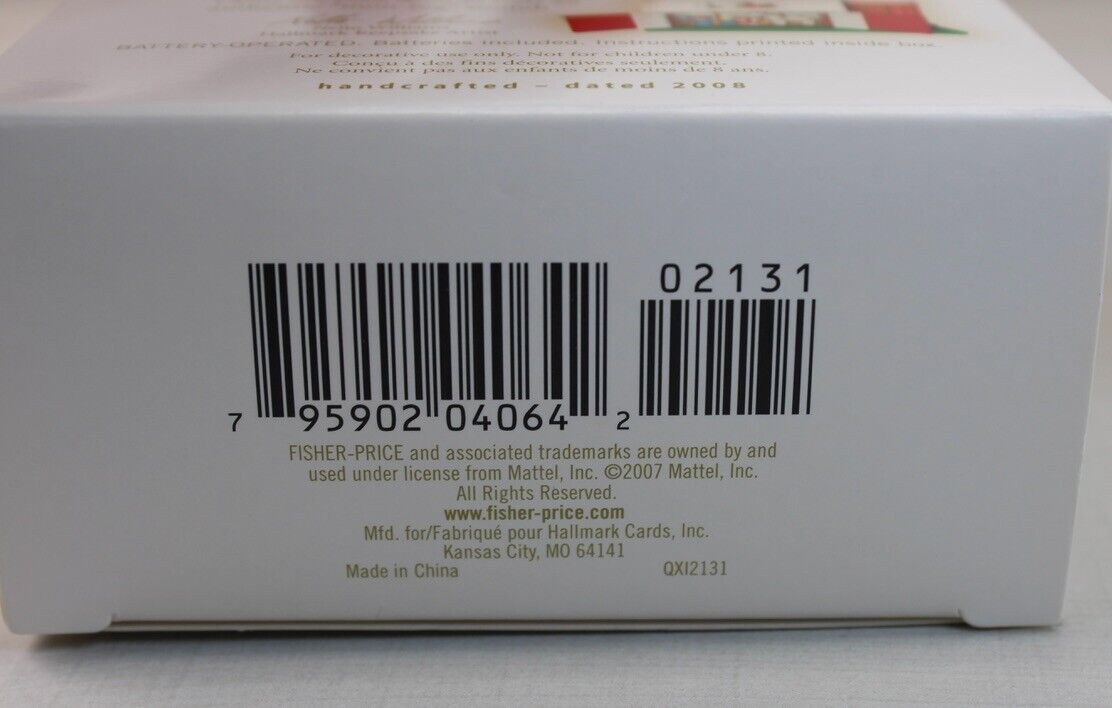 Hallmark Keepsake Artist
BATTERY-OPERATED. Batteries included. Instructions printed inside box.
For decorative use only. Not for children under 8.
Conçu à des fins décoratives seulement.
Ne convient pas aux enfants de moins de 8 ans.
handcrafted – dated 2008
02131
7 95902 04064 2
FISHER-PRICE and associated trademarks are owned by and
used under license from Mattel, Inc. ©2007 Mattel, Inc.
All Rights Reserved.
www.fisher-price.com
Mfd. for/Fabriqué pour Hallmark Cards, Inc.
Kansas City, MO 64141
Made in China QXI2131